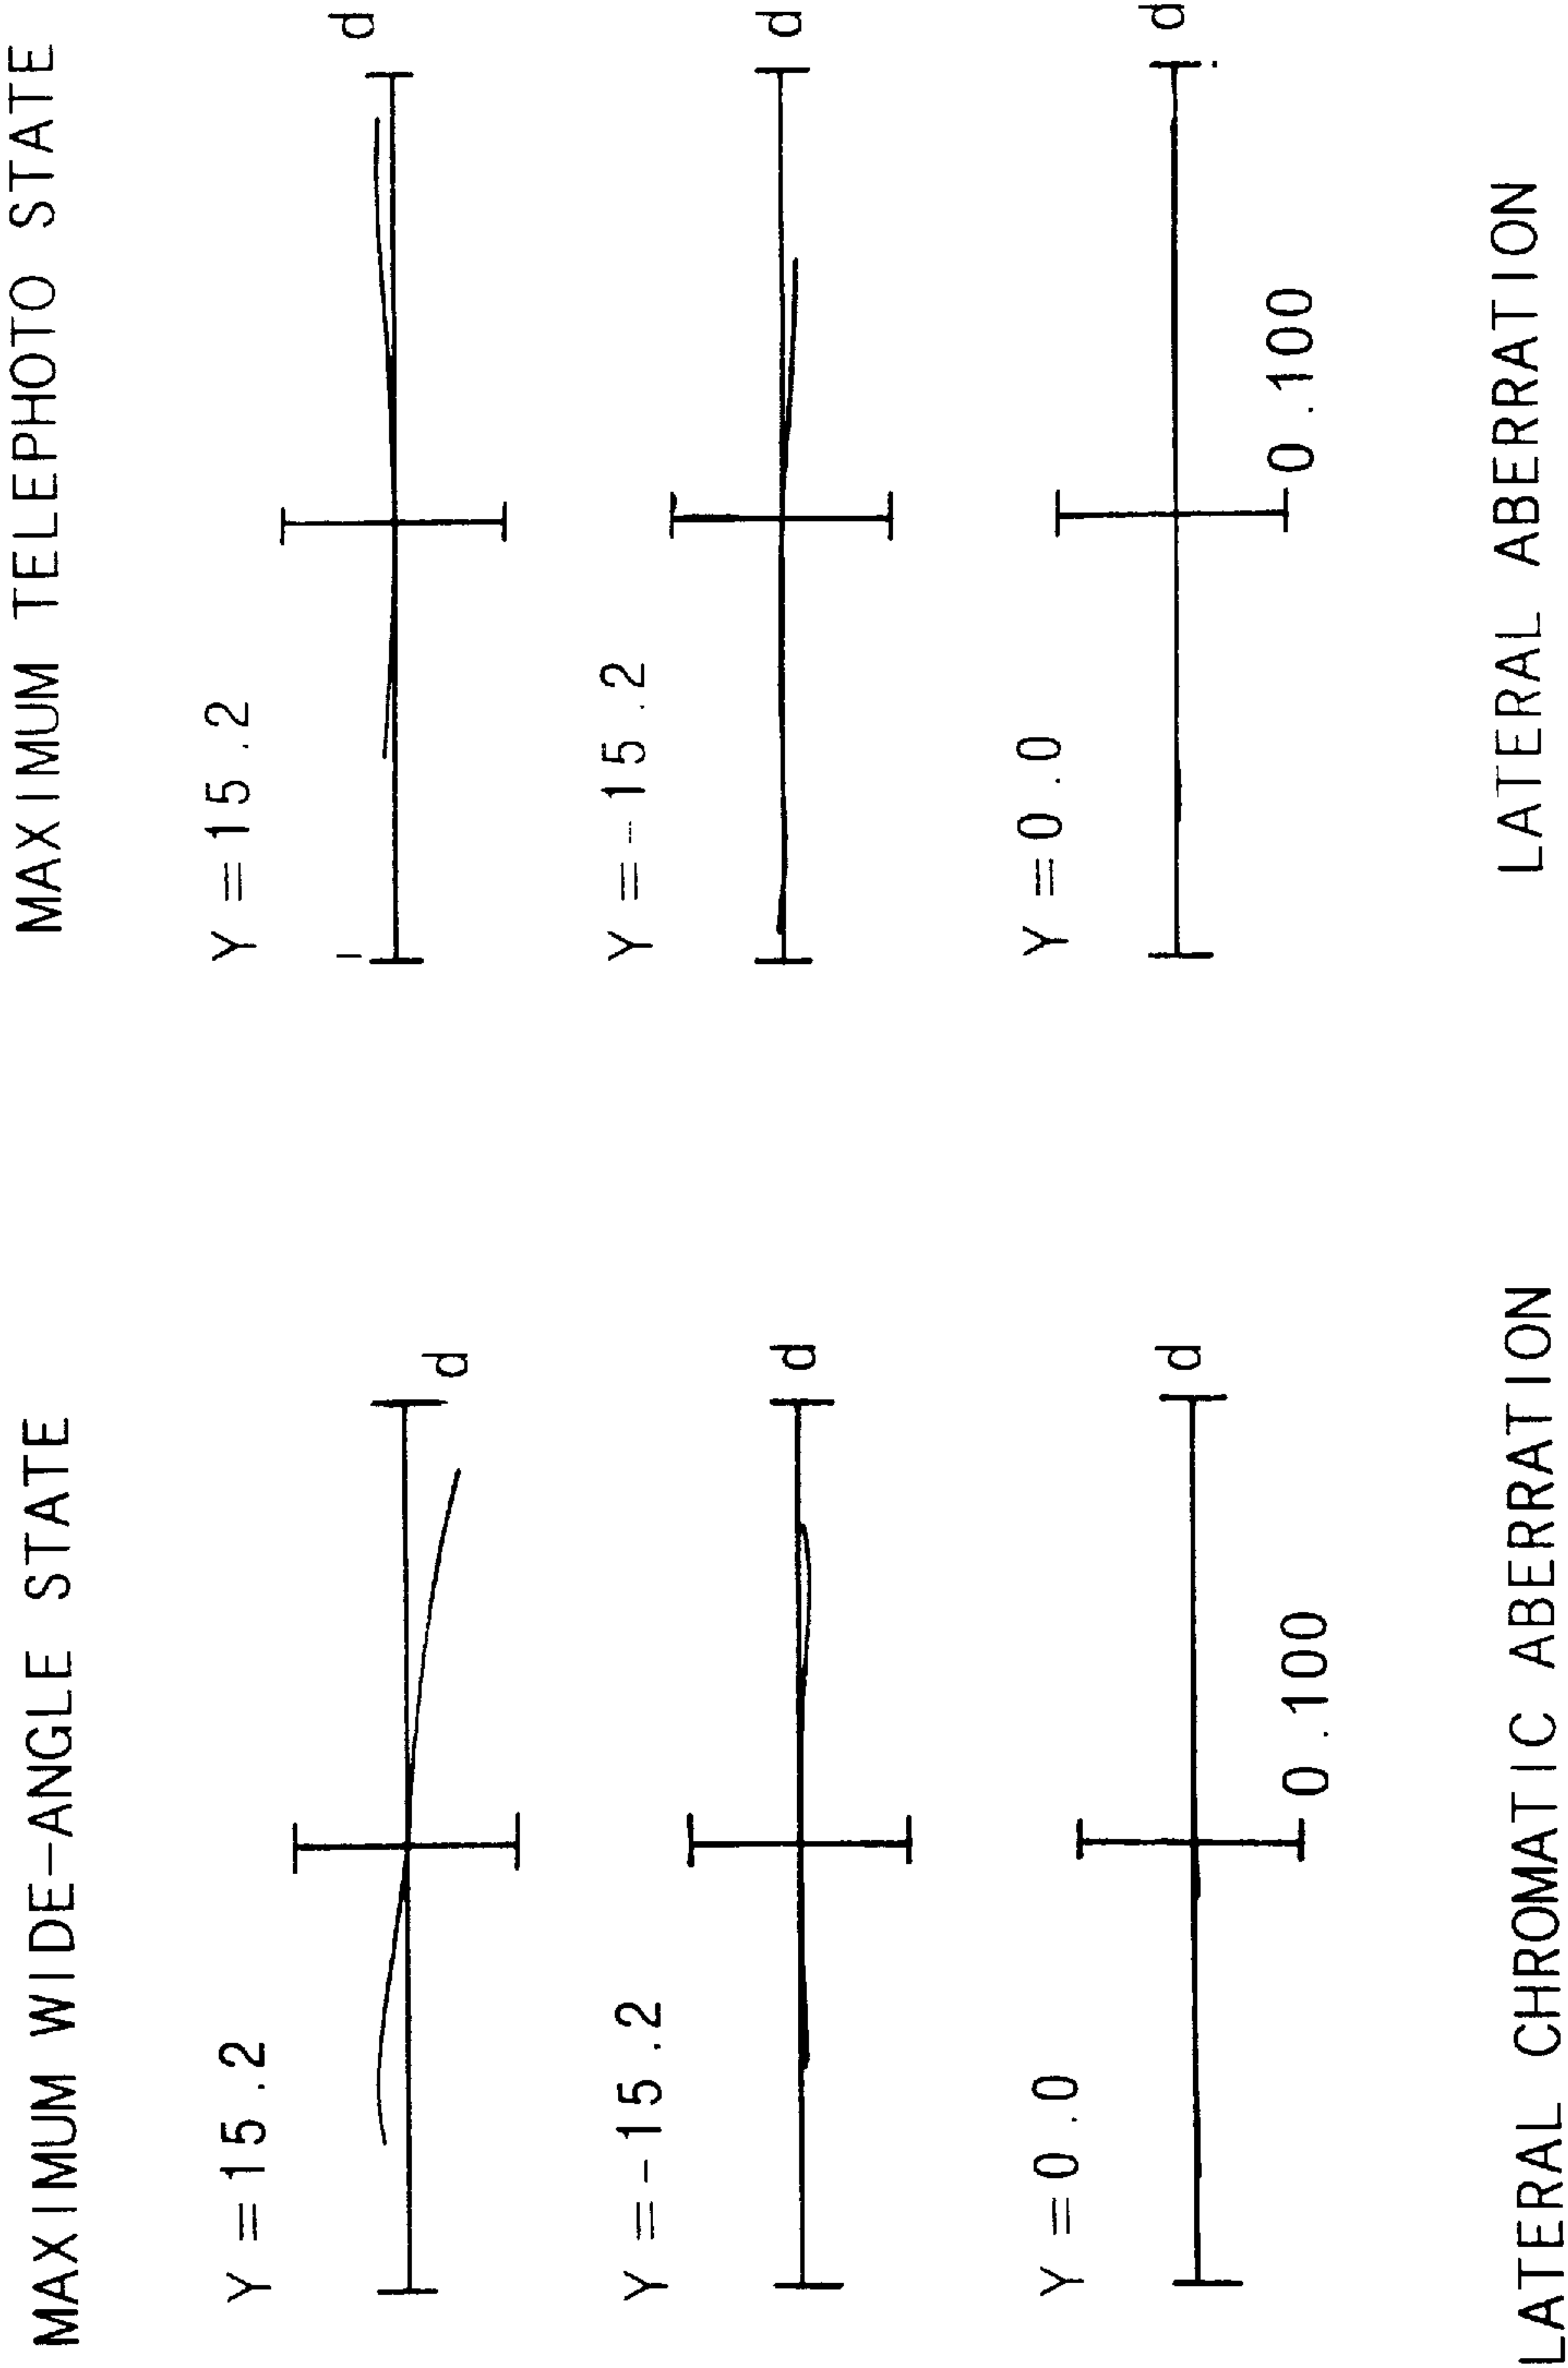 MAXIMUM WIDE-ANGLE STATE
Y=15.2
d
Y=-15.2
d
Y=0.0
d
0.100
LATERAL CHROMATIC ABERRATION
MAXIMUM TELEPHOTO STATE
Y=15.2
d
Y=-15.2
d
Y=0.0
d
0.100
LATERAL ABERRATION